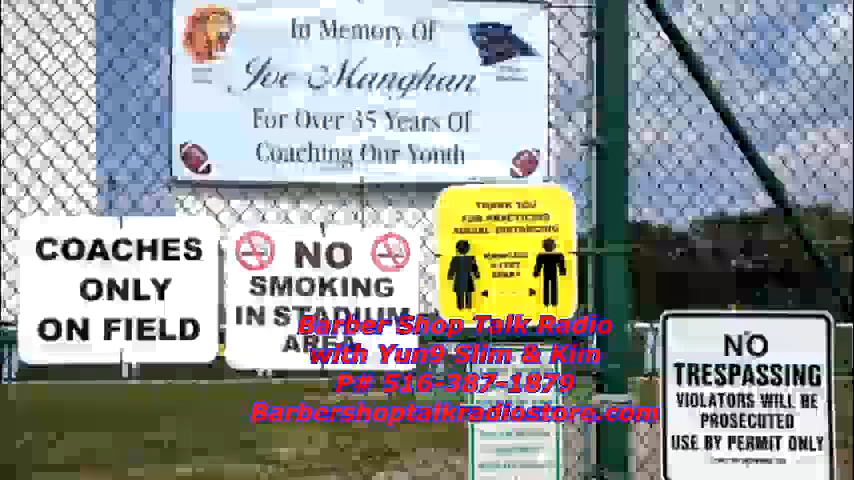 In Memory Of
Joe Manghan
For Over 35 Years Of
Coaching Our Youth
THANK YOU
FOR PRACTICING
SOCIAL DISTANCING
COACHES
ONLY
ON FIELD
NO
SMOKING
IN STADIUM
AREA
Barber Shop Talk Radio
with Yun9 Slim & Kim
P# 516-387-1879
Barbershoptalkradiostore.com
NO
TRESPASSING
VIOLATORS WILL BE
PROSECUTED
USE BY PERMIT ONLY